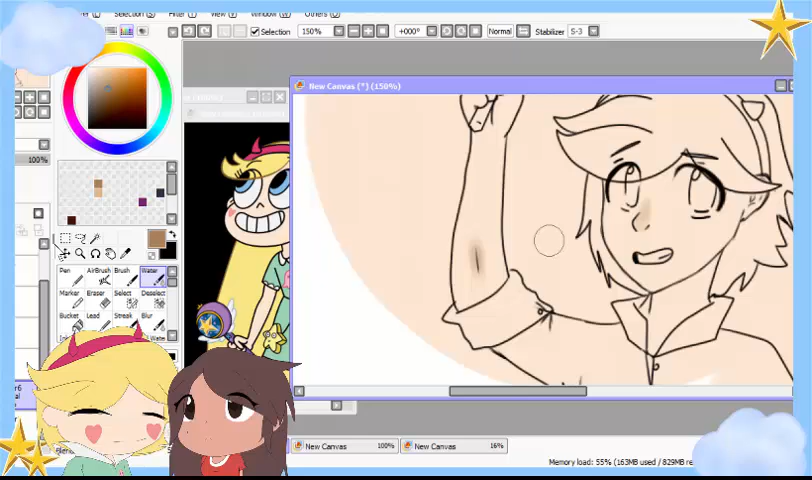 Selection (S) Filter (T) View (V) Window (W) Others (O)
Selection 150% +000° Normal Stabilizer S-3
New Canvas (*) (150%)
100%
Pen AirBrush Brush Water
Marker Eraser Select Deselect
Bucket Lead Streak Blur
New Canvas 100% New Canvas 16%
Memory load: 55% (163MB used / 829MB